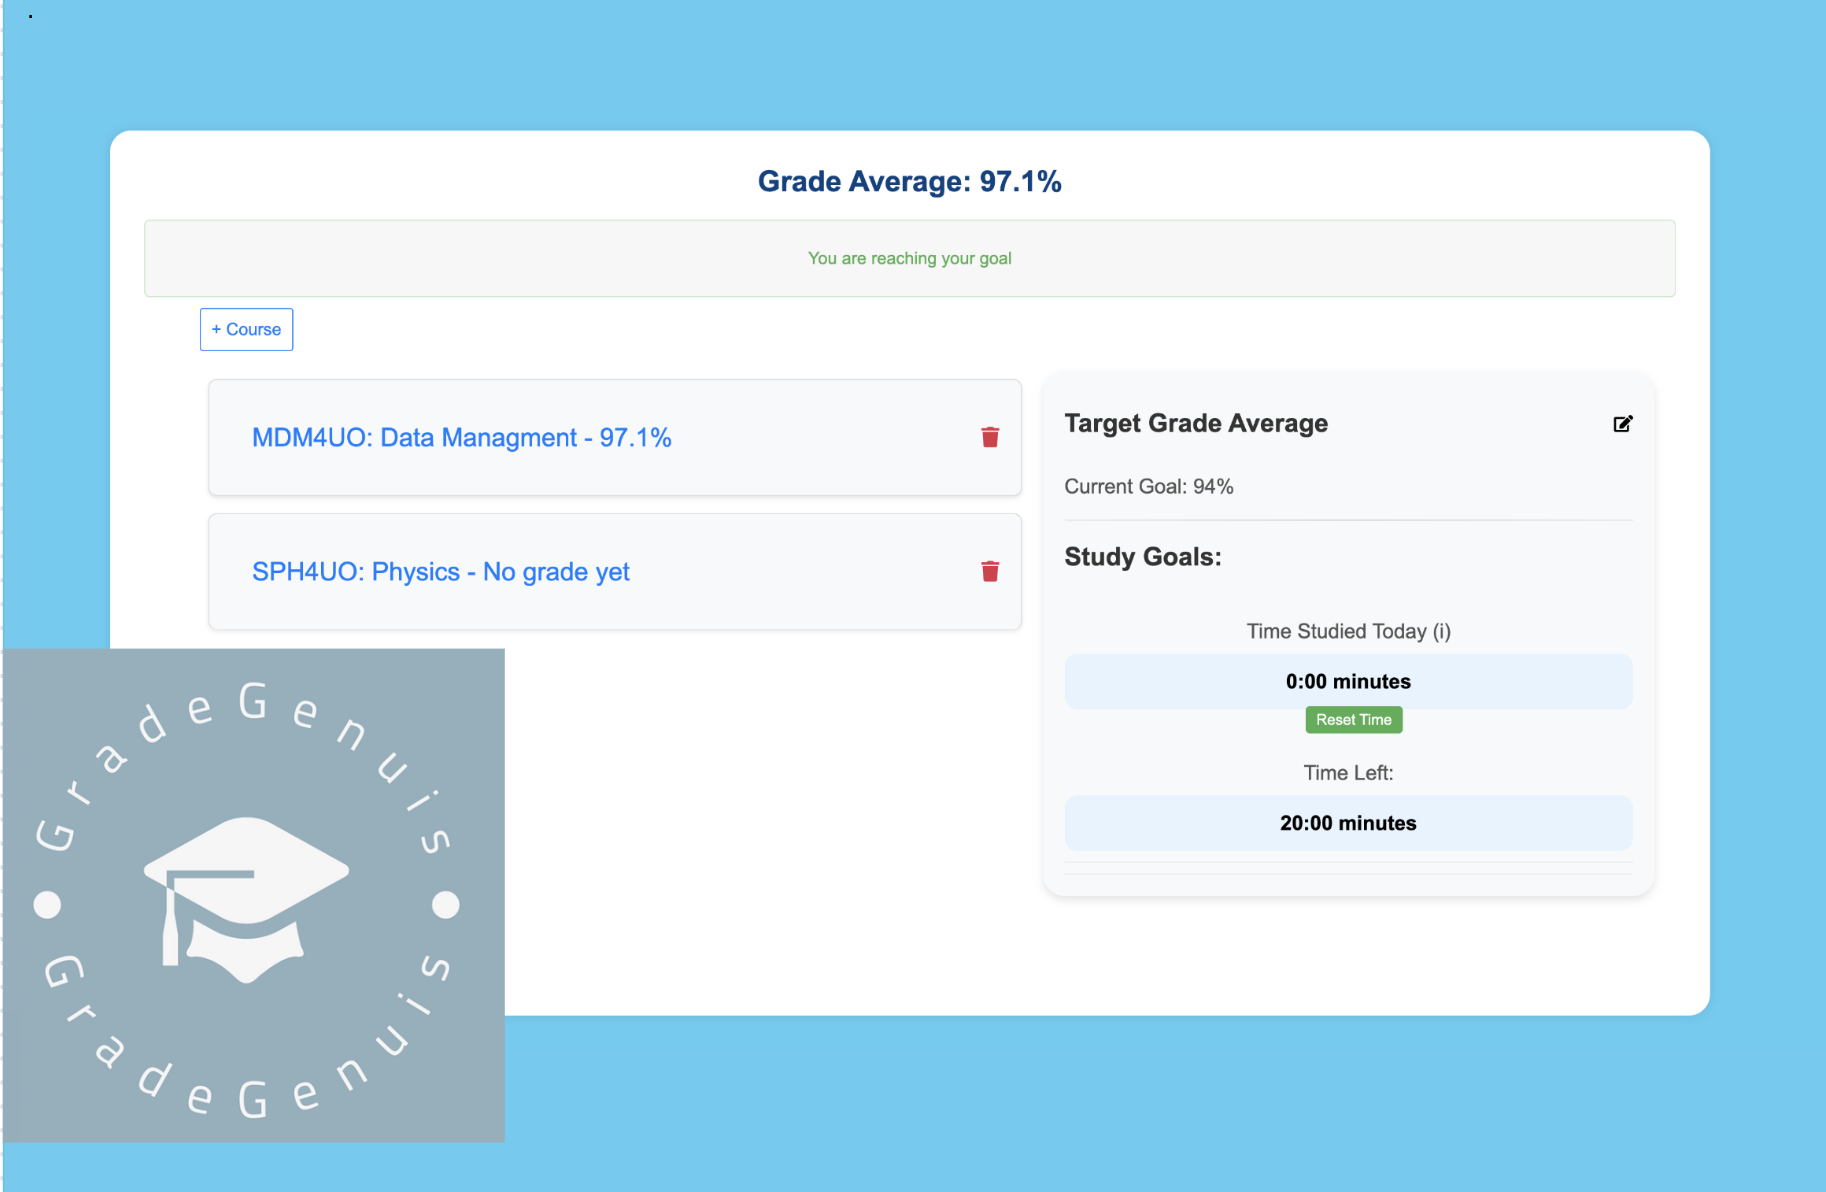 Grade Average: 97.1%
You are reaching your goal
+ Course
MDM4UO: Data Managment - 97.1%
SPH4UO: Physics - No grade yet
Target Grade Average
Current Goal: 94%
Study Goals:
Time Studied Today (i)
0:00 minutes
Reset Time
Time Left:
20:00 minutes
GradeGenuis
GradeGenuis